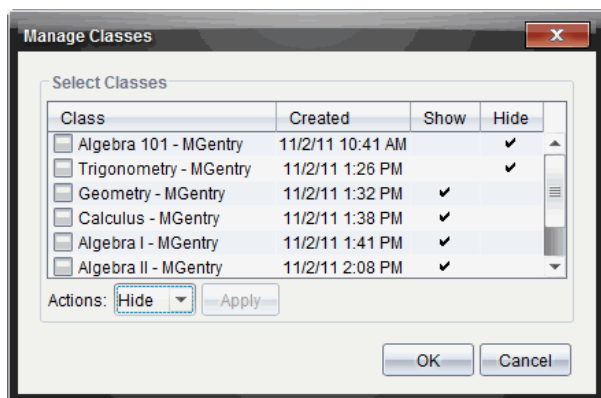 Manage Classes
Select Classes
Class Created Show Hide
Algebra 101 - MGentry 11/2/11 10:41 AM ✔
Trigonometry - MGentry 11/2/11 1:26 PM ✔
Geometry - MGentry 11/2/11 1:32 PM ✔
Calculus - MGentry 11/2/11 1:38 PM ✔
Algebra I - MGentry 11/2/11 1:41 PM ✔
Algebra II - MGentry 11/2/11 2:08 PM ✔
Actions: Hide Apply
OK Cancel